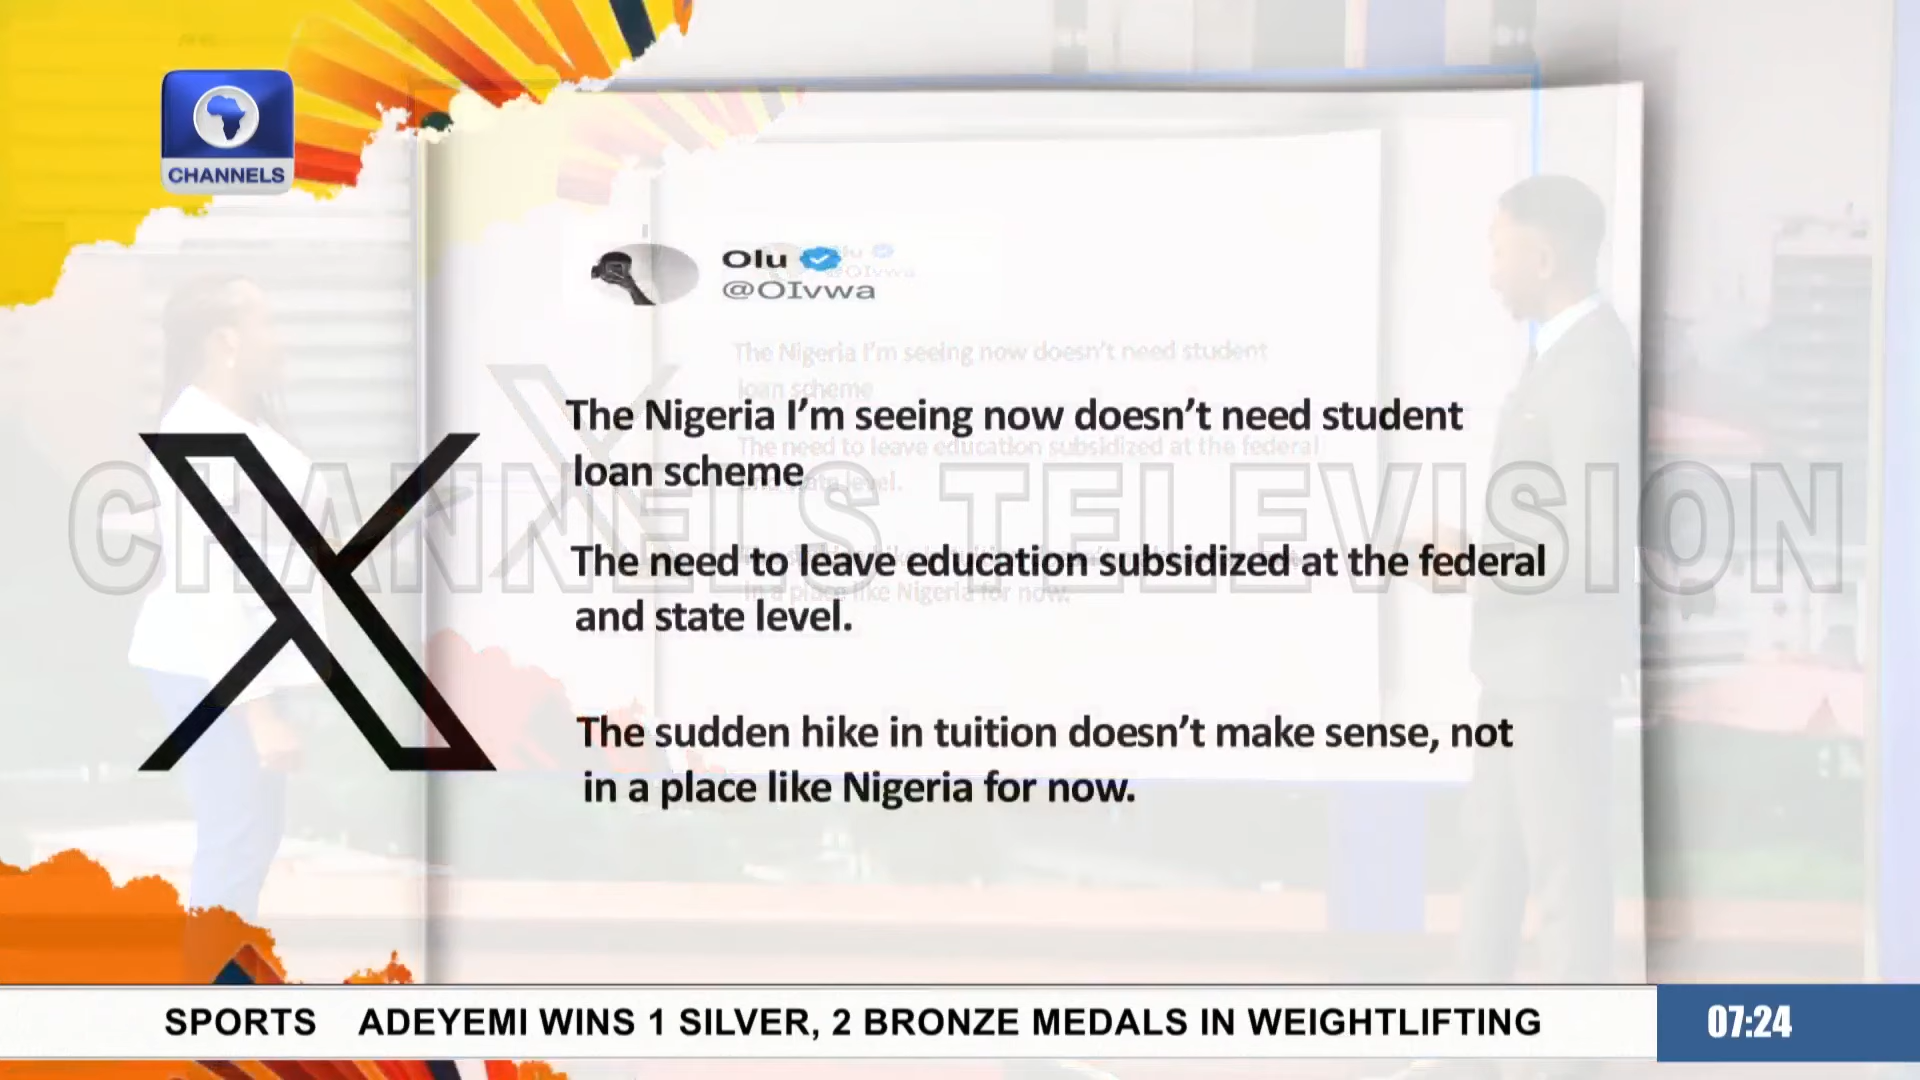 CHANNELS
Olu
@OIvwa
The Nigeria I'm seeing now doesn't need student
loan scheme
The need to leave education subsidized at the federal
and state level.
The sudden hike in tuition doesn't make sense, not
in a place like Nigeria for now.
CHANNELS TELEVISION
SPORTS ADEYEMI WINS 1 SILVER, 2 BRONZE MEDALS IN WEIGHTLIFTING
07:24